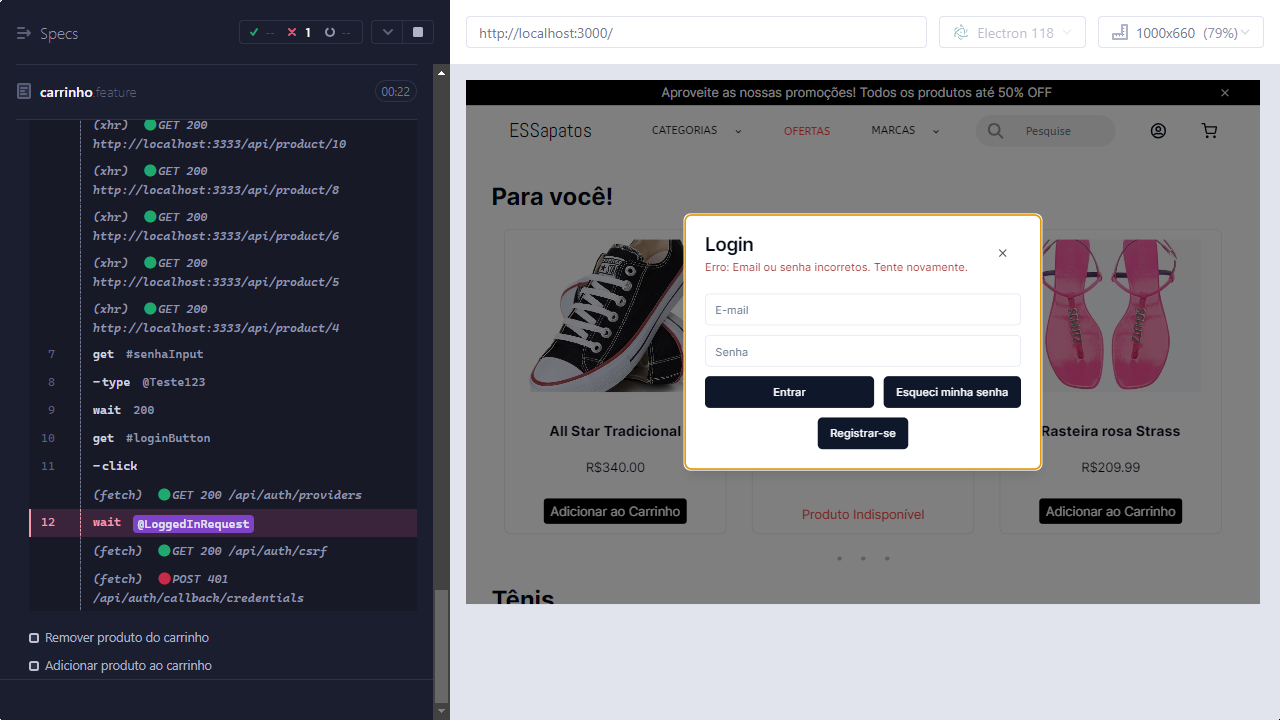 Specs
--
1
--
carrinho.feature
00:22
(xhr) GET 200
http://localhost:3333/api/product/10
(xhr) GET 200
http://localhost:3333/api/product/8
(xhr) GET 200
http://localhost:3333/api/product/6
(xhr) GET 200
http://localhost:3333/api/product/5
(xhr) GET 200
http://localhost:3333/api/product/4
7 get #senhaInput
8 -type @Teste123
9 wait 200
10 get #loginButton
11 -click
(fetch) GET 200 /api/auth/providers
12 wait @LoggedInRequest
(fetch) GET 200 /api/auth/csrf
(fetch) POST 401
/api/auth/callback/credentials
Remover produto do carrinho
Adicionar produto ao carrinho
http://localhost:3000/
Electron 118
1000x660 (79%)
Aproveite as nossas promoções! Todos os produtos até 50% OFF
ESSapatos
CATEGORIAS
OFERTAS
MARCAS
Pesquise
Para você!
Login
Erro: Email ou senha incorretos. Tente novamente.
E-mail
Senha
Entrar
Esqueci minha senha
Registrar-se
All Star Tradicional
R$340.00
Adicionar ao Carrinho
Produto Indisponível
Rasteira rosa Strass
R$209.99
Adicionar ao Carrinho
Tênis